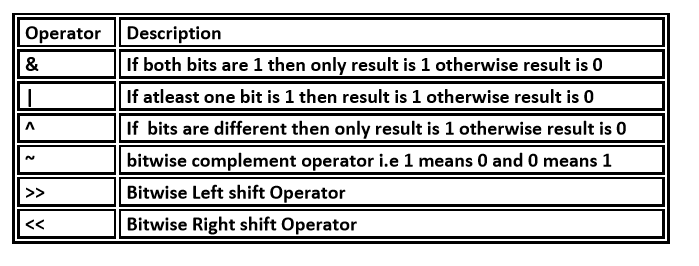 Operator Description
& If both bits are 1 then only result is 1 otherwise result is 0
| If atleast one bit is 1 then result is 1 otherwise result is 0
^ If bits are different then only result is 1 otherwise result is 0
~ bitwise complement operator i.e 1 means 0 and 0 means 1
>> Bitwise Left shift Operator
<< Bitwise Right shift Operator